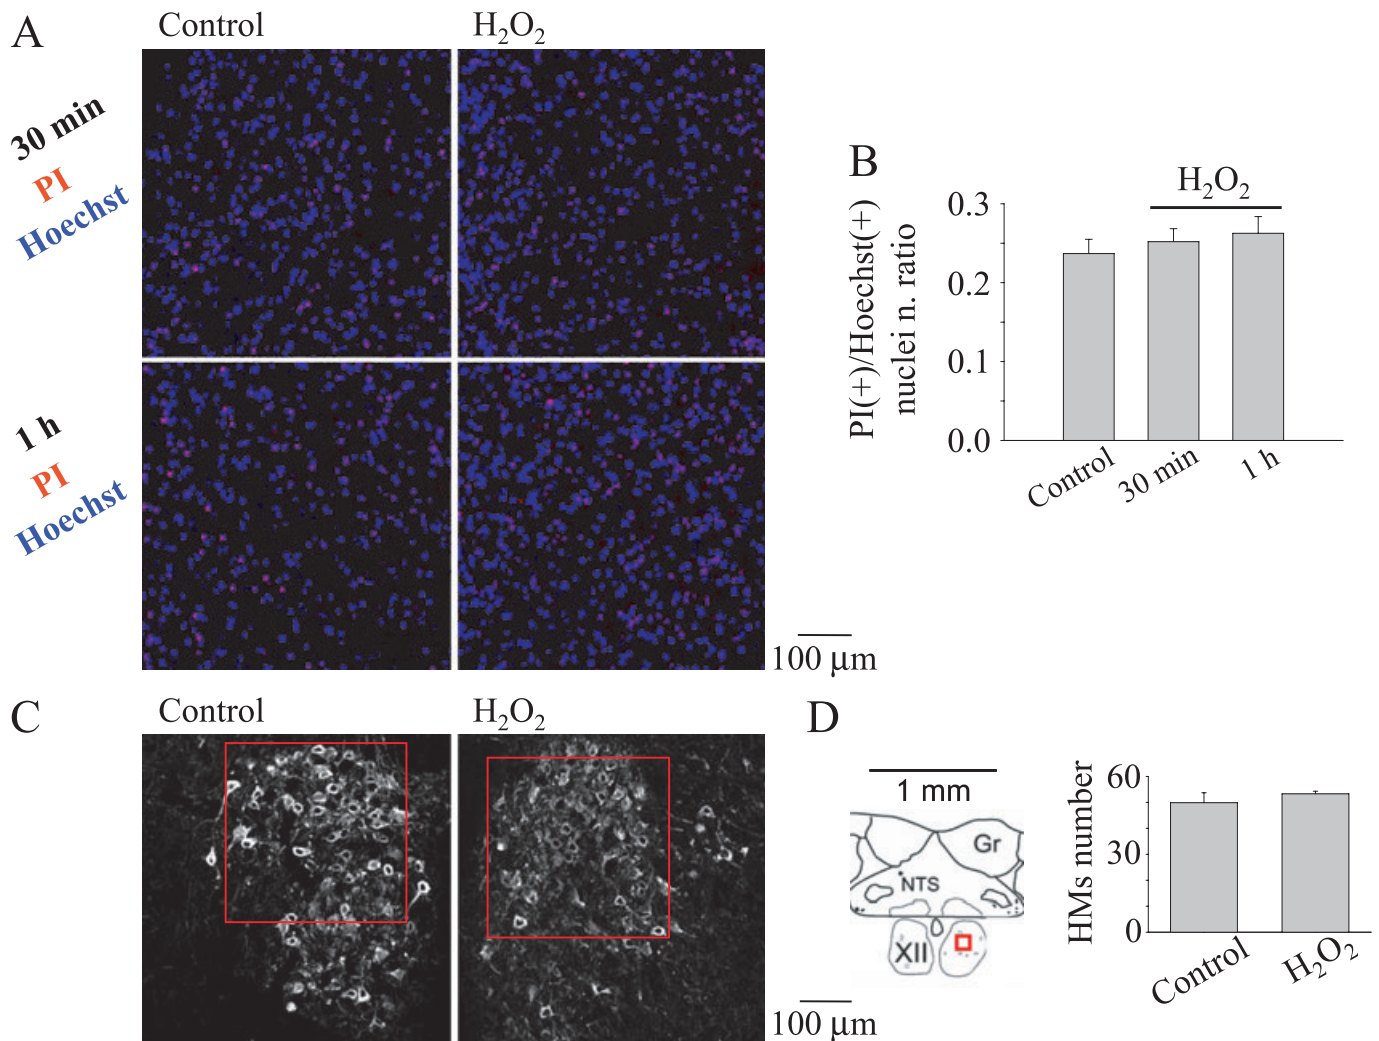 A
Control
H₂O₂
30 min
PI
Hoechst
1 h
PI
Hoechst
100 μm
B
PI(+)/Hoechst(+)
nuclei n. ratio
H₂O₂
0.3
0.2
0.1
0.0
Control
30 min
1 h
C
Control
H₂O₂
100 μm
D
1 mm
Gr
NTS
XII
HMs number
60
30
0
Control
H₂O₂